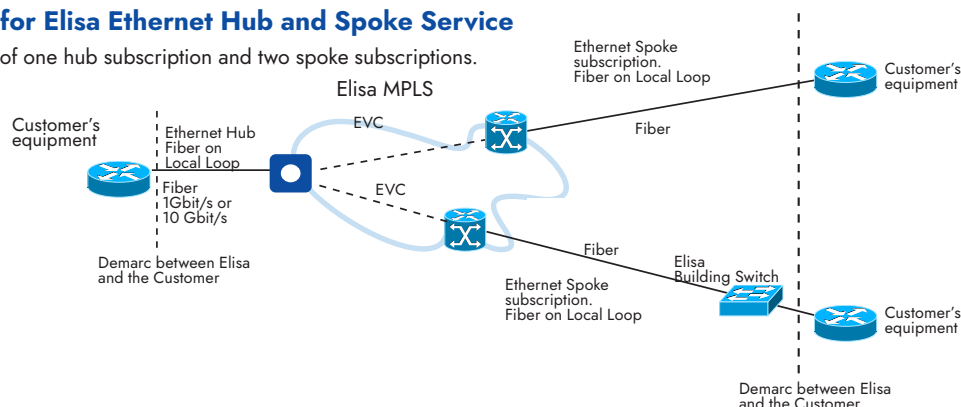 for Elisa Ethernet Hub and Spoke Service
of one hub subscription and two spoke subscriptions.
Elisa MPLS
Ethernet Spoke
subscription.
Fiber on Local Loop
Customer's
equipment
Customer's
equipment
Ethernet Hub
Fiber on
Local Loop
Fiber
1Gbit/s or
10 Gbit/s
EVC
EVC
Fiber
Demarc between Elisa
and the Customer
Fiber
Elisa
Building Switch
Ethernet Spoke
subscription.
Fiber on Local Loop
Customer's
equipment
Demarc between Elisa
and the Customer